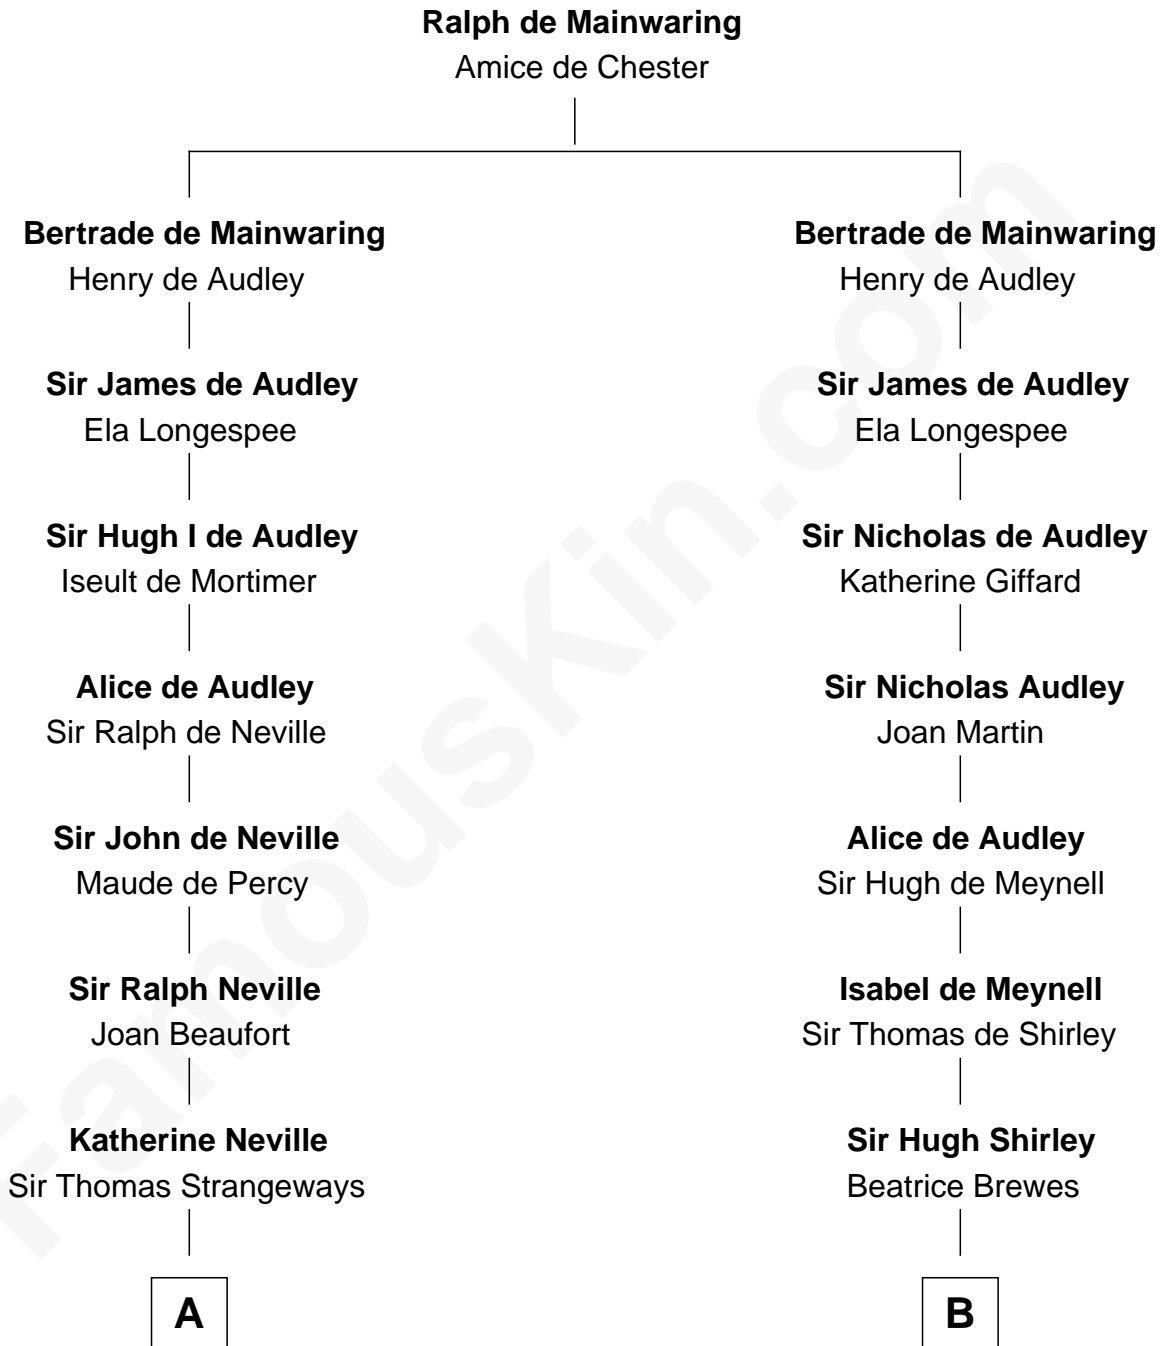 Ralph de Mainwaring
Amice de Chester
Bertrade de Mainwaring
Henry de Audley
Sir James de Audley
Ela Longespee
Sir Hugh I de Audley
Iseult de Mortimer
Alice de Audley
Sir Ralph de Neville
Sir John de Neville
Maude de Percy
Sir Ralph Neville
Joan Beaufort
Katherine Neville
Sir Thomas Strangeways
A
Bertrade de Mainwaring
Henry de Audley
Sir James de Audley
Ela Longespee
Sir Nicholas de Audley
Katherine Giffard
Sir Nicholas Audley
Joan Martin
Alice de Audley
Sir Hugh de Meynell
Isabel de Meynell
Sir Thomas de Shirley
Sir Hugh Shirley
Beatrice Brewes
B
FamousKin.com